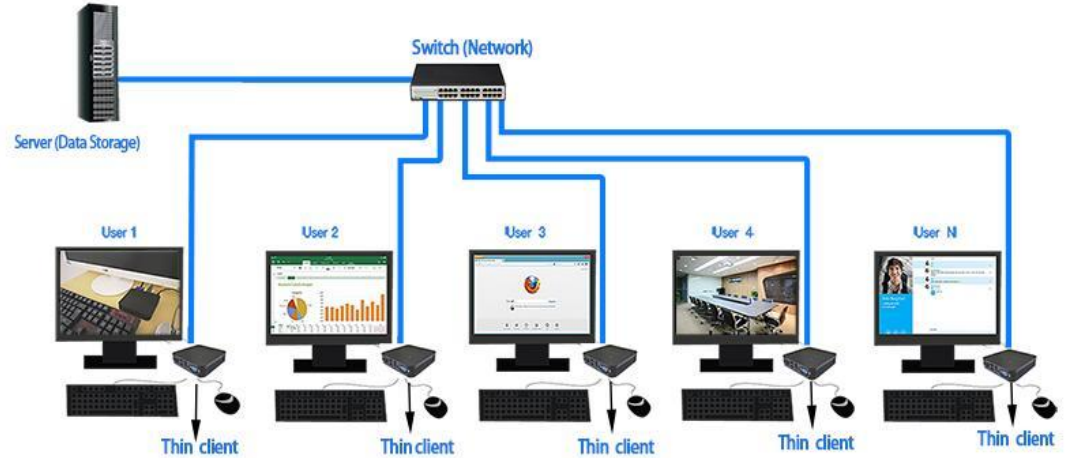 Switch (Network)
Server (Data Storage)
User 1
User 2
User 3
User 4
User N
Thin client
Thin client
Thin client
Thin client
Thin client